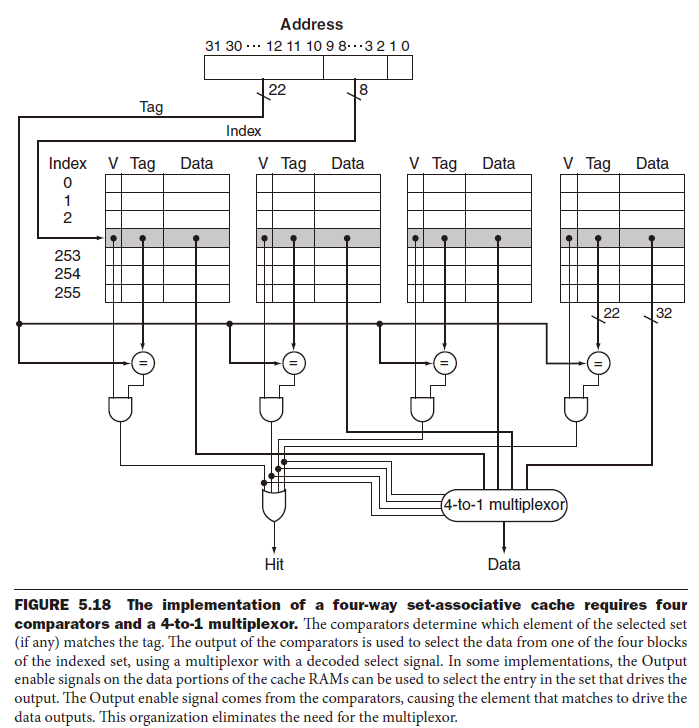 Address
31 30 ··· 12 11 10 9 8···3 2 1 0
22
8
Tag
Index
Index V Tag Data V Tag Data V Tag Data V Tag Data
0
1
2
253
254
255
22
32
= = = =
4-to-1 multiplexor
Hit
Data
FIGURE 5.18 The implementation of a four-way set-associative cache requires four
comparators and a 4-to-1 multiplexor. The comparators determine which element of the selected set
(if any) matches the tag. The output of the comparators is used to select the data from one of the four blocks
of the indexed set, using a multiplexor with a decoded select signal. In some implementations, the Output
enable signals on the data portions of the cache RAMs can be used to select the entry in the set that drives the
output. The Output enable signal comes from the comparators, causing the element that matches to drive the
data outputs. This organization eliminates the need for the multiplexor.